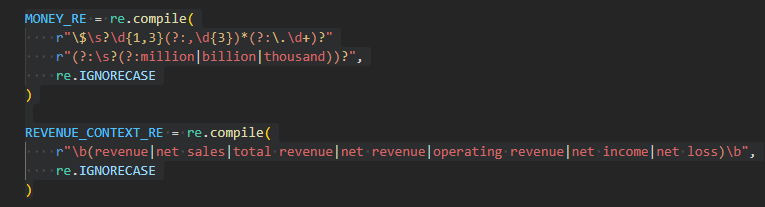 MONEY_RE = re.compile(
    r"\$\s?\d{1,3}(?:,\d{3})*(?:\.\d+)?"
    r"(?:\s?(?:million|billion|thousand))?",
    re.IGNORECASE
)

REVENUE_CONTEXT_RE = re.compile(
    r"\b(revenue|net sales|total revenue|net revenue|operating revenue|net income|net loss)\b",
    re.IGNORECASE
)